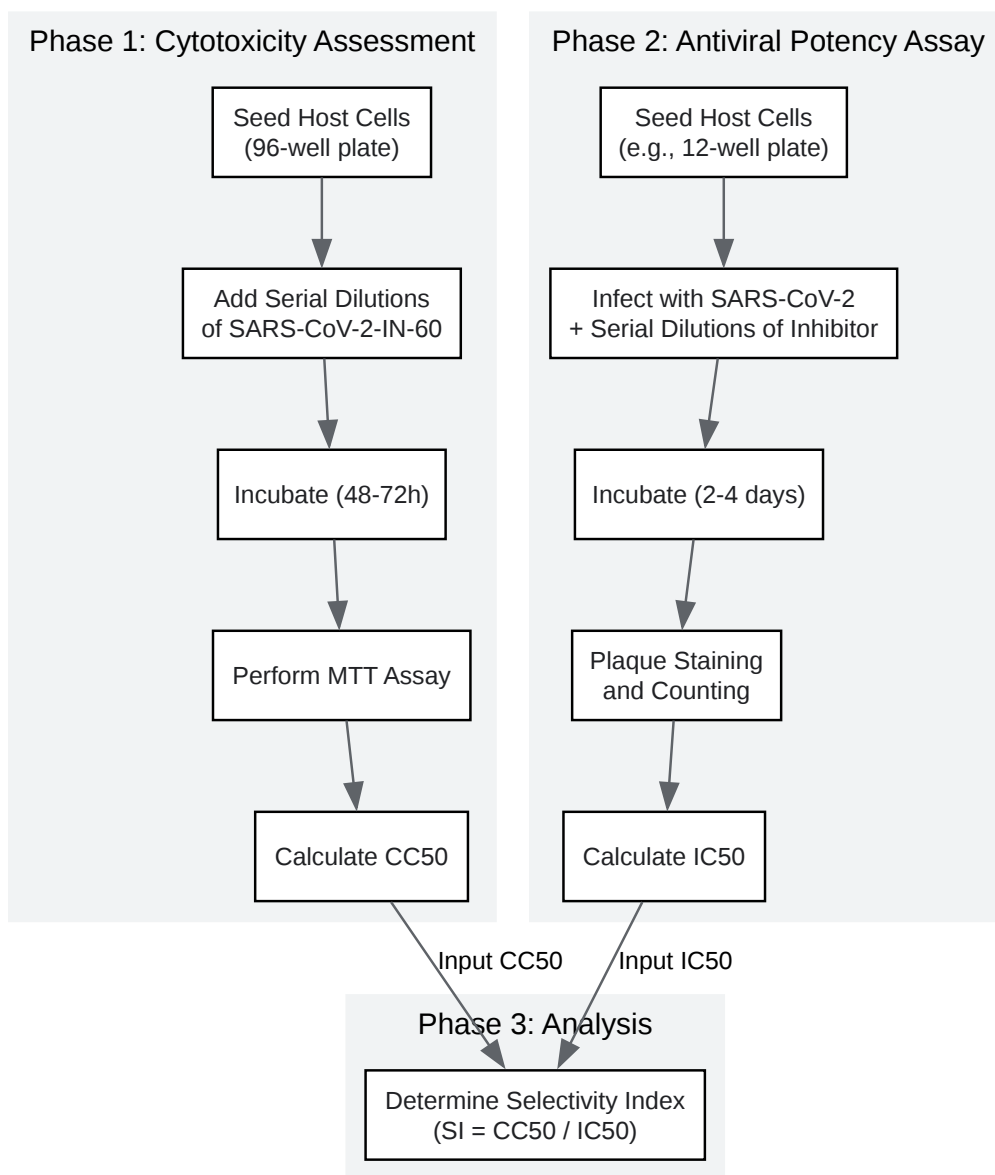 Phase 1: Cytotoxicity Assessment
Seed Host Cells
(96-well plate)
Add Serial Dilutions
of SARS-CoV-2-IN-60
Incubate (48-72h)
Perform MTT Assay
Calculate CC50
Phase 2: Antiviral Potency Assay
Seed Host Cells
(e.g., 12-well plate)
Infect with SARS-CoV-2
+ Serial Dilutions of Inhibitor
Incubate (2-4 days)
Plaque Staining
and Counting
Calculate IC50
Input CC50
Input IC50
Phase 3: Analysis
Determine Selectivity Index
(SI = CC50 / IC50)